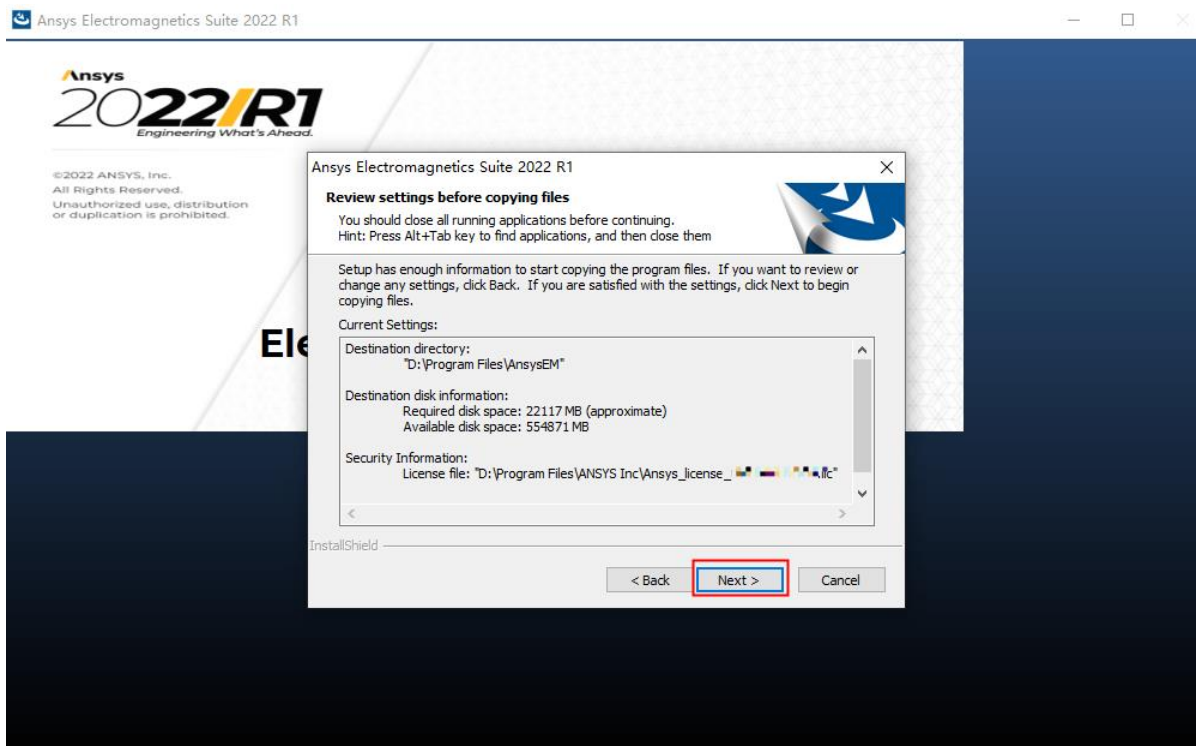 Ansys Electromagnetics Suite 2022 R1
Ansys
2022/R1
Engineering What's Ahead.
©2022 ANSYS, Inc.
All Rights Reserved.
Unauthorized use, distribution
or duplication is prohibited.
Ele
Ansys Electromagnetics Suite 2022 R1
Review settings before copying files
You should close all running applications before continuing.
Hint: Press Alt+Tab key to find applications, and then close them
Setup has enough information to start copying the program files. If you want to review or
change any settings, click Back. If you are satisfied with the settings, click Next to begin
copying files.
Current Settings:
Destination directory:
"D:\Program Files\AnsysEM"
Destination disk information:
Required disk space: 22117 MB (approximate)
Available disk space: 554871 MB
Security Information:
License file: "D:\Program Files\ANSYS Inc\Ansys_license_
InstallShield
< Back Next > Cancel